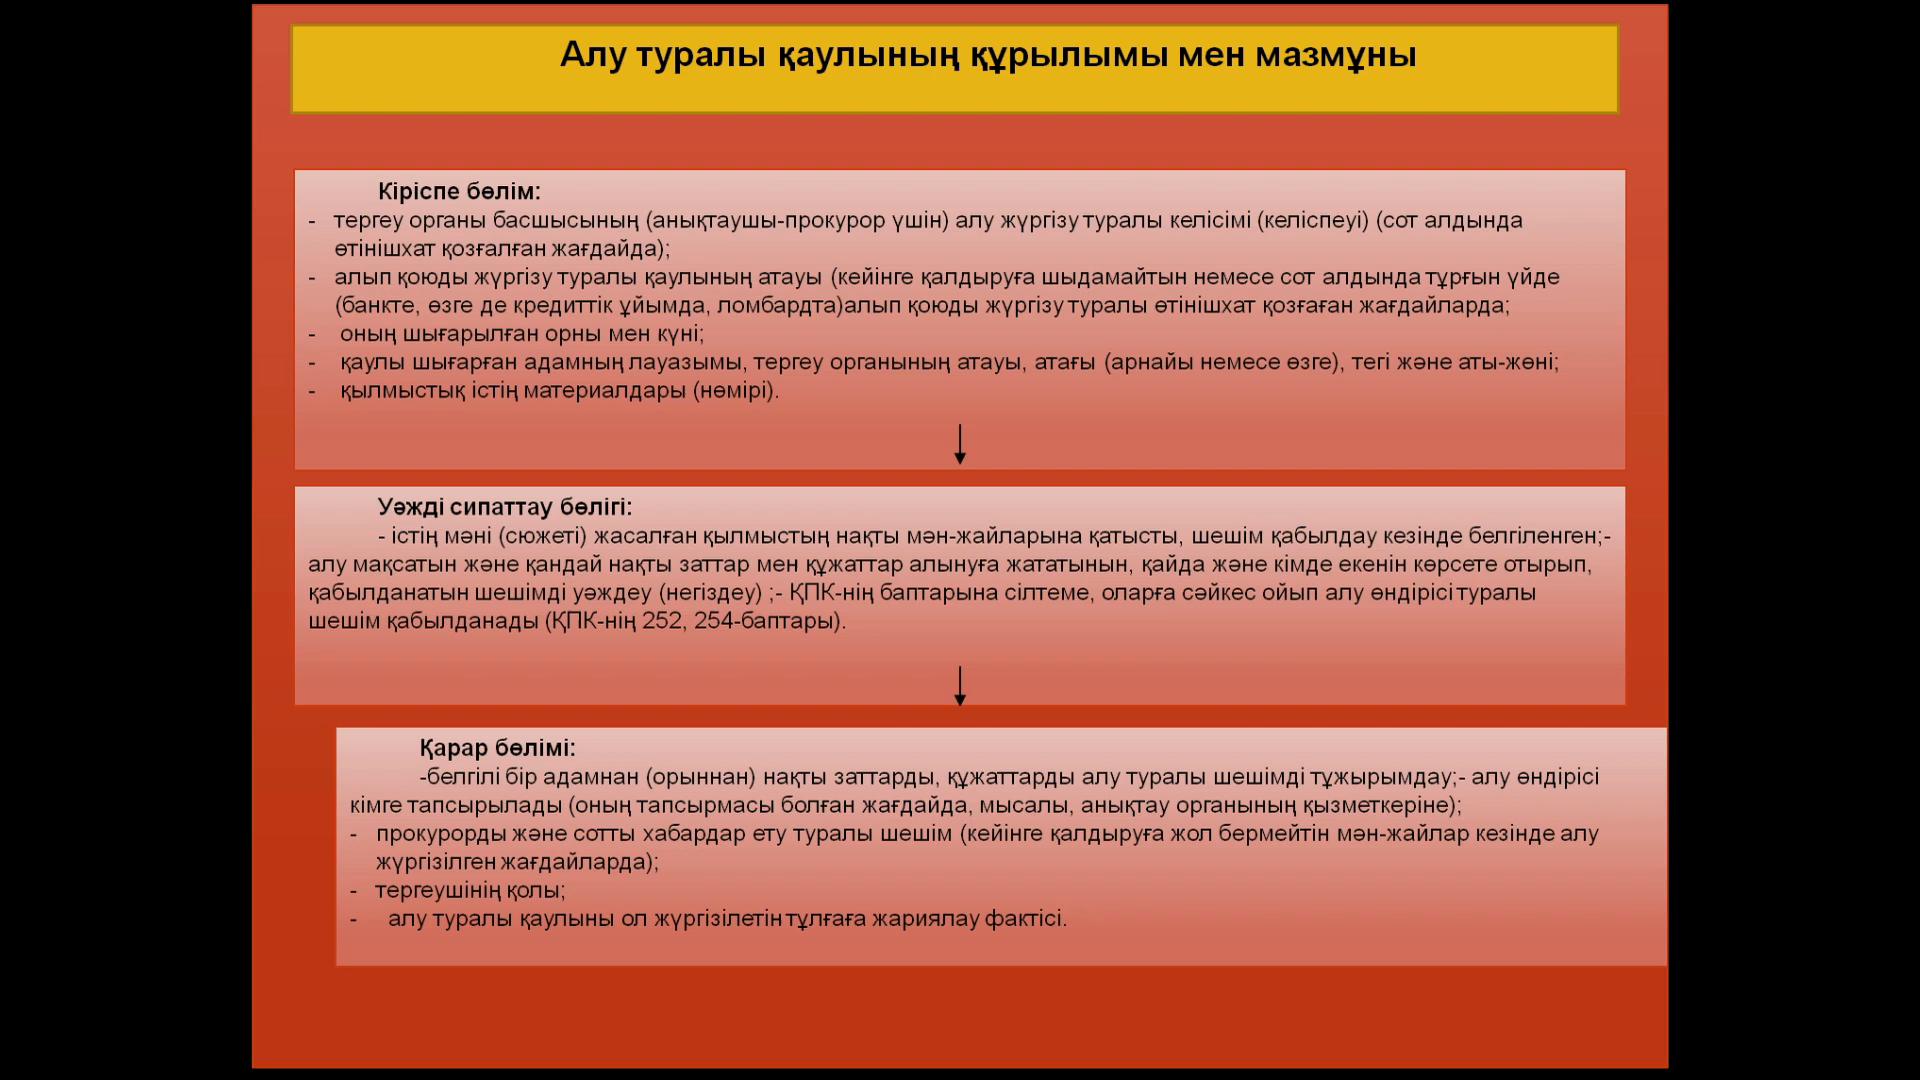 Алу туралы қаулының құрылымы мен мазмұны
Кіріспе бөлім:
- тергеу органы басшысының (анықтаушы-прокурор үшін) алу жүргізу туралы келісімі (келіспеуі) (сот алдында
өтінішхат қозғалған жағдайда);
- алып қоюды жүргізу туралы қаулының атауы (кейінге қалдыруға шыдамайтын немесе сот алдында тұрғын үйде
(банкте, өзге де кредиттік ұйымда, ломбардта)алып қоюды жүргізу туралы өтінішхат қозғаған жағдайларда;
- оның шығарылған орны мен күні;
- қаулы шығарған адамның лауазымы, тергеу органының атауы, атағы (арнайы немесе өзге), тегі және аты-жөні;
- қылмыстық істің материалдары (нөмірі).
Уәжді сипаттау бөлігі:
- істің мәні (сюжеті) жасалған қылмыстың нақты мән-жайларына қатысты, шешім қабылдау кезінде белгіленген;-
алу мақсатын және қандай нақты заттар мен құжаттар алынуға жататынын, қайда және кімде екенін көрсете отырып,
қабылданатын шешімді уәждеу (негіздеу) ;- ҚПК-нің баптарына сілтеме, оларға сәйкес ойып алу өндірісі туралы
шешім қабылданады (ҚПК-нің 252, 254-баптары).
Қарар бөлімі:
-белгілі бір адамнан (орыннан) нақты заттарды, құжаттарды алу туралы шешімді тұжырымдау;- алу өндірісі
кімге тапсырылады (оның тапсырмасы болған жағдайда, мысалы, анықтау органының қызметкеріне);
- прокурорды және сотты хабардар ету туралы шешім (кейінге қалдыруға жол бермейтін мән-жайлар кезінде алу
жүргізілген жағдайларда);
- тергеушінің қолы;
- алу туралы қаулыны ол жүргізілетін тұлғаға жариялау фактісі.